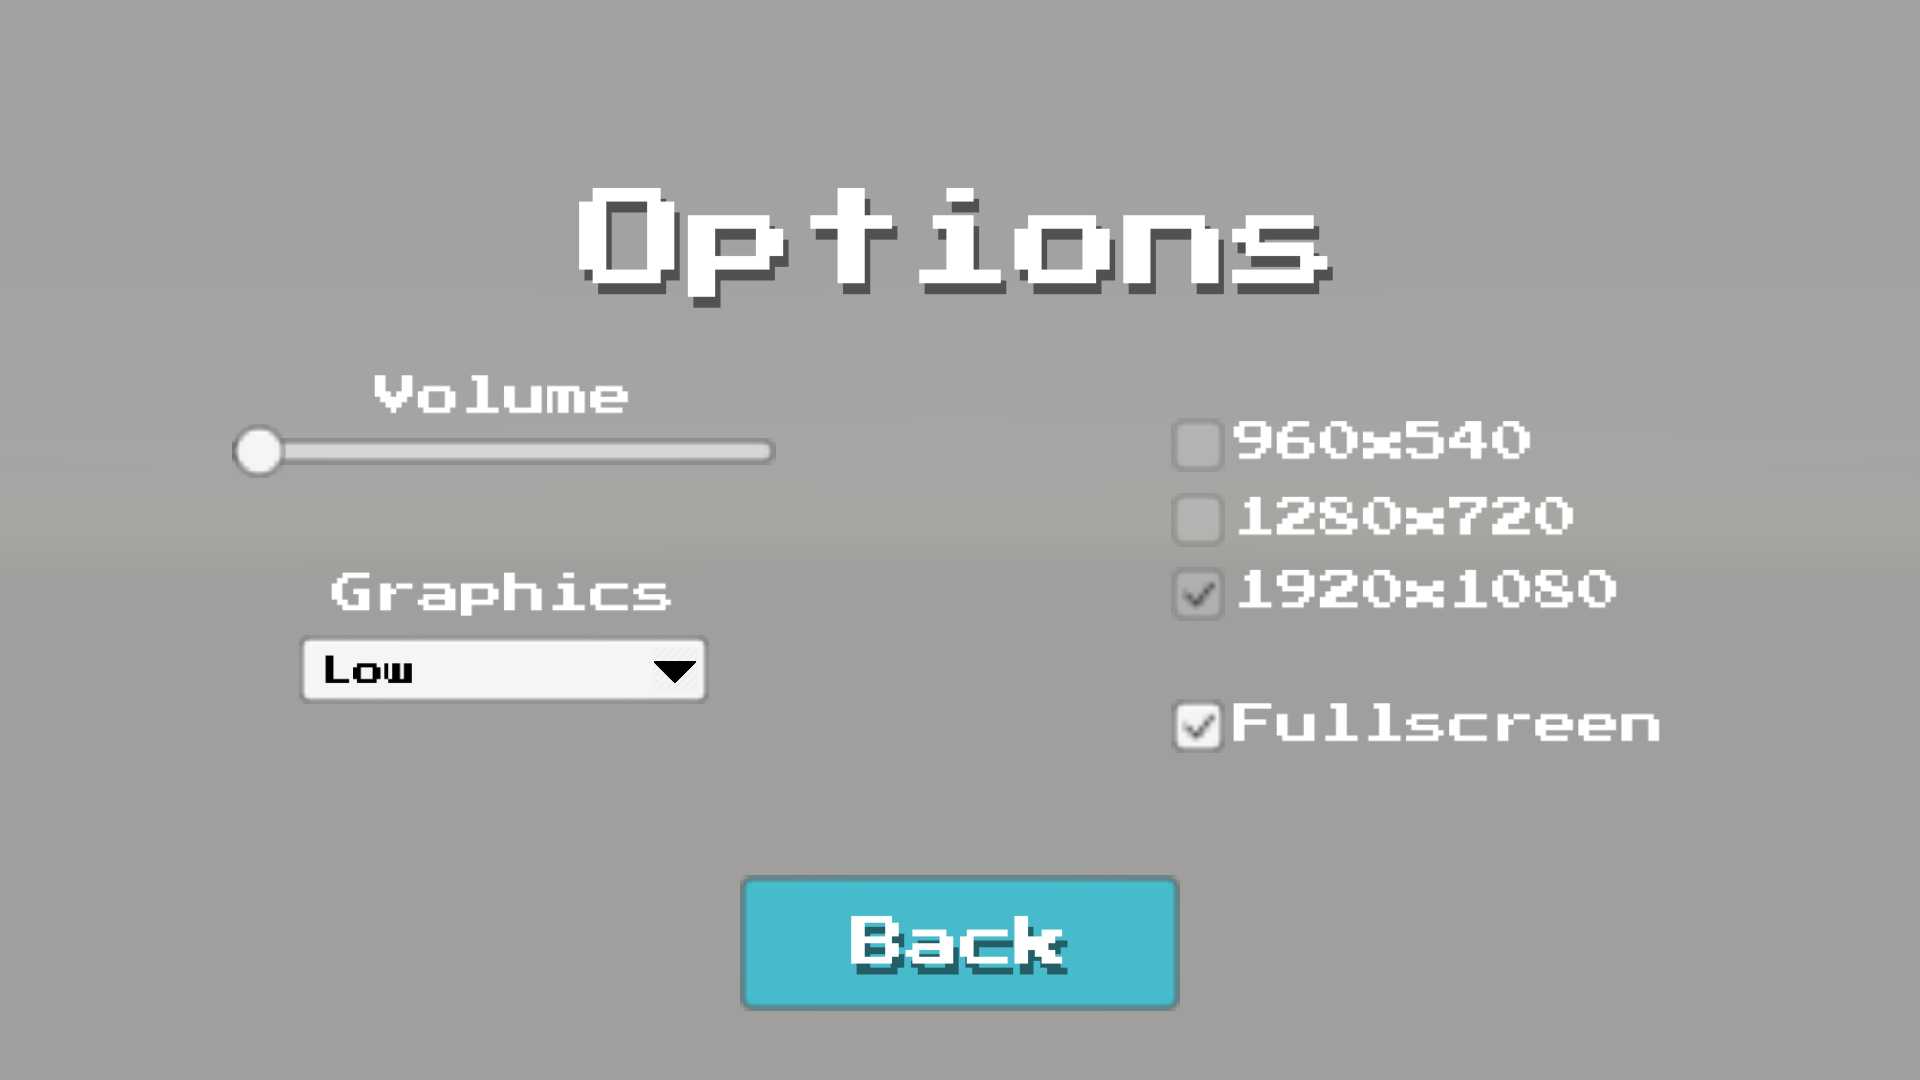 Options
Volume
Graphics
Low
960x540
1280x720
1920x1080
Fullscreen
Back